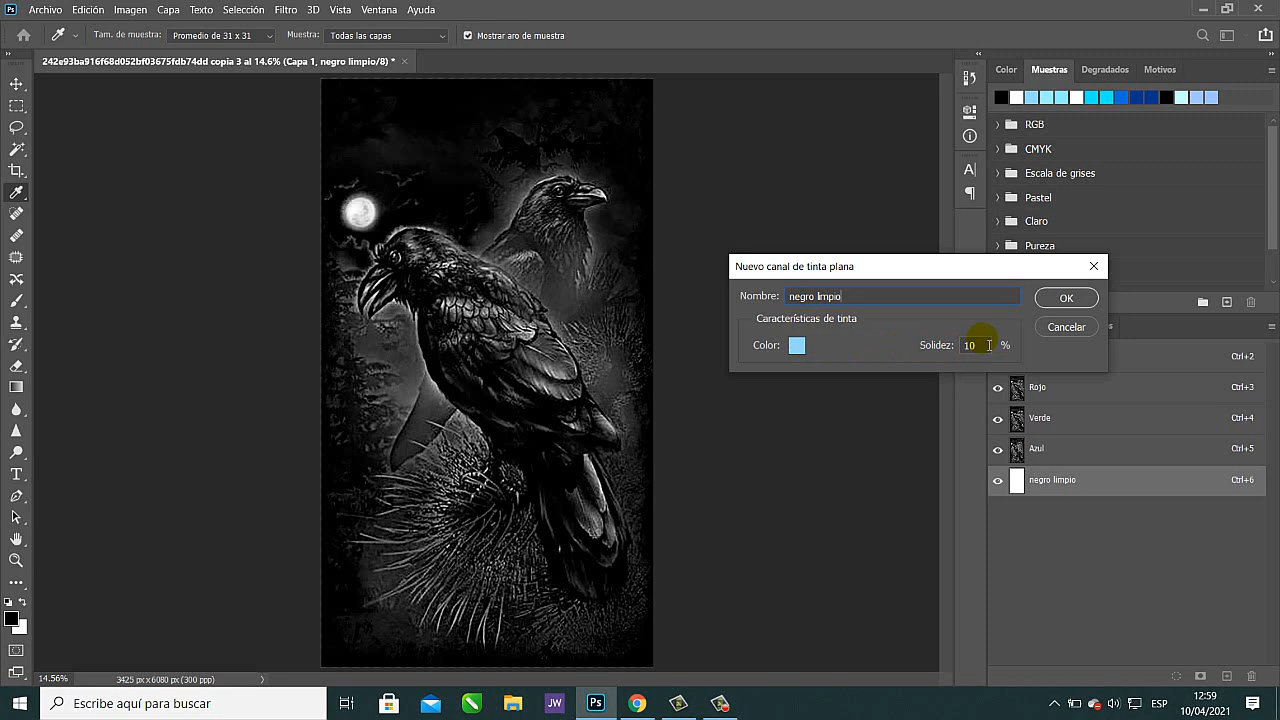 Ps Archivo Edición Imagen Capa Texto Selección Filtro 3D Vista Ventana Ayuda
Tam. de muestra: Promedio de 31 x 31 Muestra: Todas las capas Mostrar aro de muestra
242e93ba916f68d052bf03675fdb74dd copia 3 al 14.6% (Capa 1, negro limpio/8) *
Color Muestras Degradados Motivos
RGB
CMYK
Escala de grises
Pastel
Claro
Pureza
Nuevo canal de tinta plana
Nombre: negro limpio
OK
Características de tinta
Cancelar
Color: Solidez: 10 %
Ctrl+2
Rojo Ctrl+3
Verde Ctrl+4
Azul Ctrl+5
negro limpio Ctrl+6
14.56% 3425 px x 6080 px (300 ppp)
Escribe aquí para buscar
JW
Ps
ESP
12:59
10/04/2021